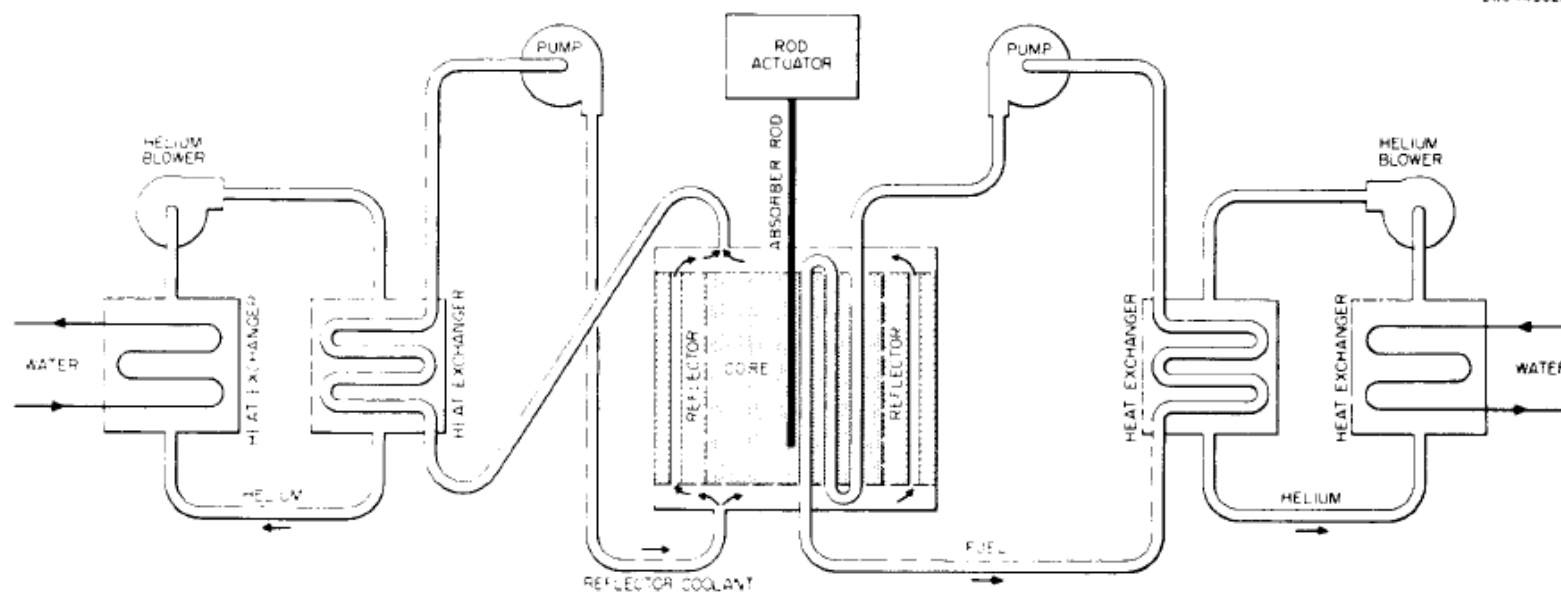 PUMP
ROD
ACTUATOR
PUMP
HELIUM
BLOWER
ABSORBER ROD
HELIUM
BLOWER
WATER
HEAT EXCHANGER
HEAT EXCHANGER
REFLECTOR
CORE
REFLECTOR
HEAT EXCHANGER
HEAT EXCHANGER
WATER
HELIUM
HELIUM
FUEL
REFLECTOR COOLANT